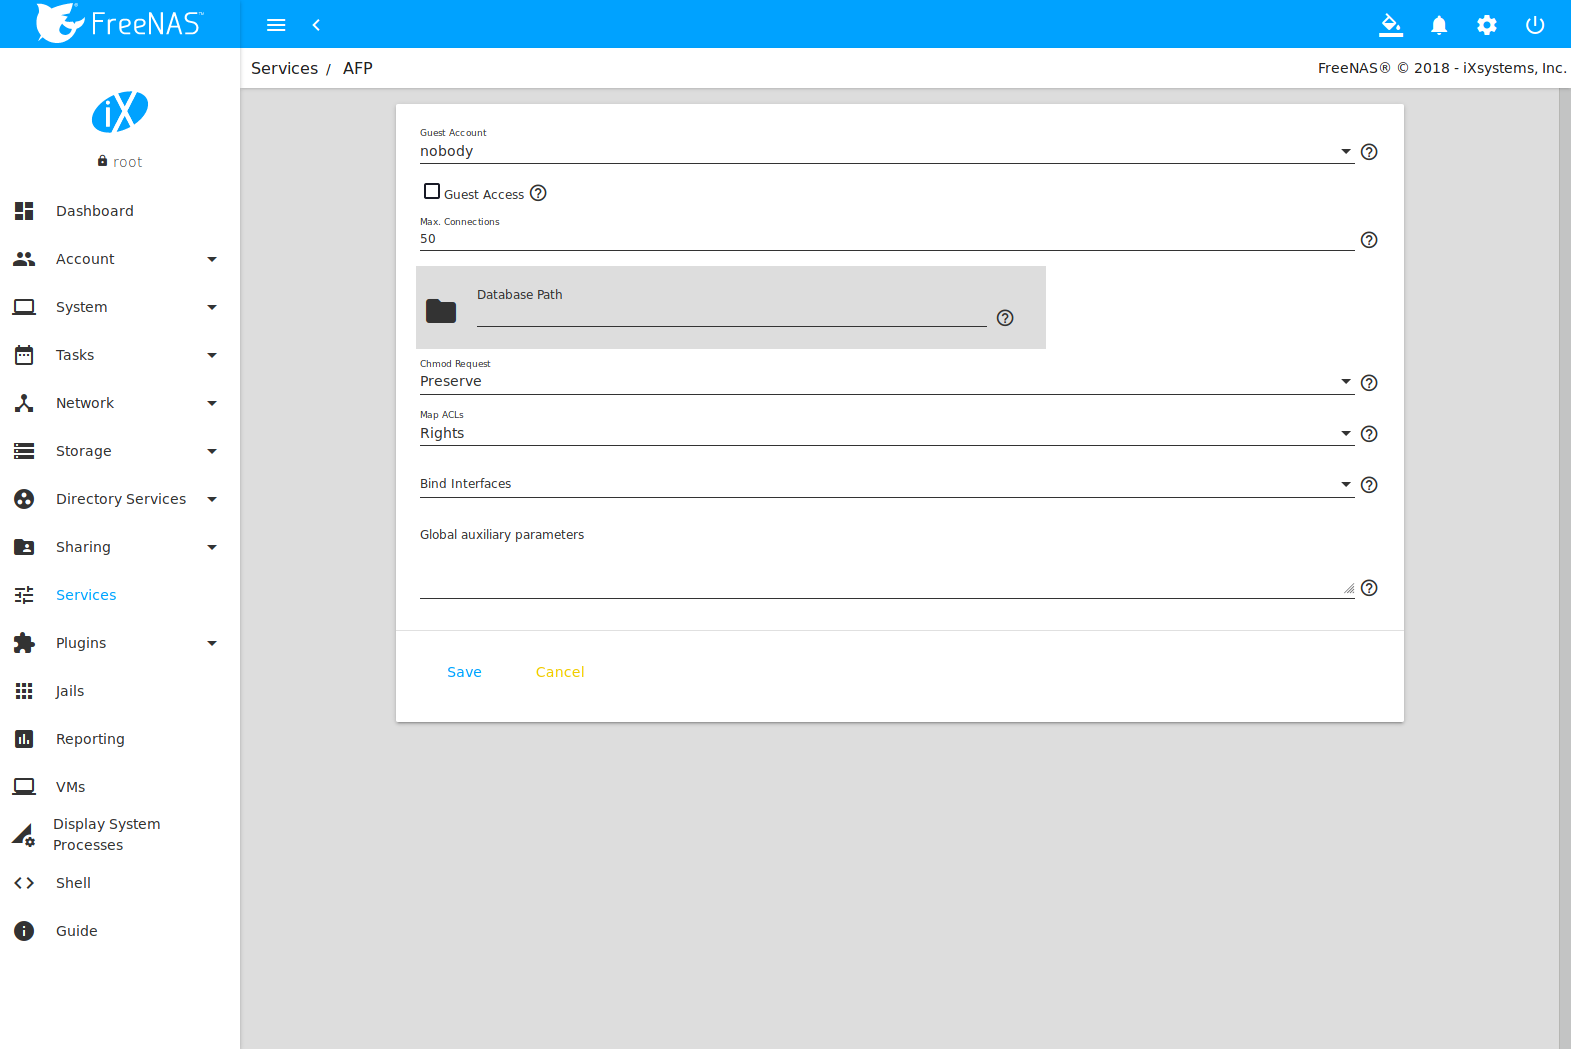 FreeNAS™
Services / AFP
FreeNAS® © 2018 - iXsystems, Inc.
iX
root
Dashboard
Account
System
Tasks
Network
Storage
Directory Services
Sharing
Services
Plugins
Jails
Reporting
VMs
Display System
Processes
Shell
Guide
Guest Account
nobody
Guest Access
Max. Connections
50
Database Path
Chmod Request
Preserve
Map ACLs
Rights
Bind Interfaces
Global auxiliary parameters
Save
Cancel